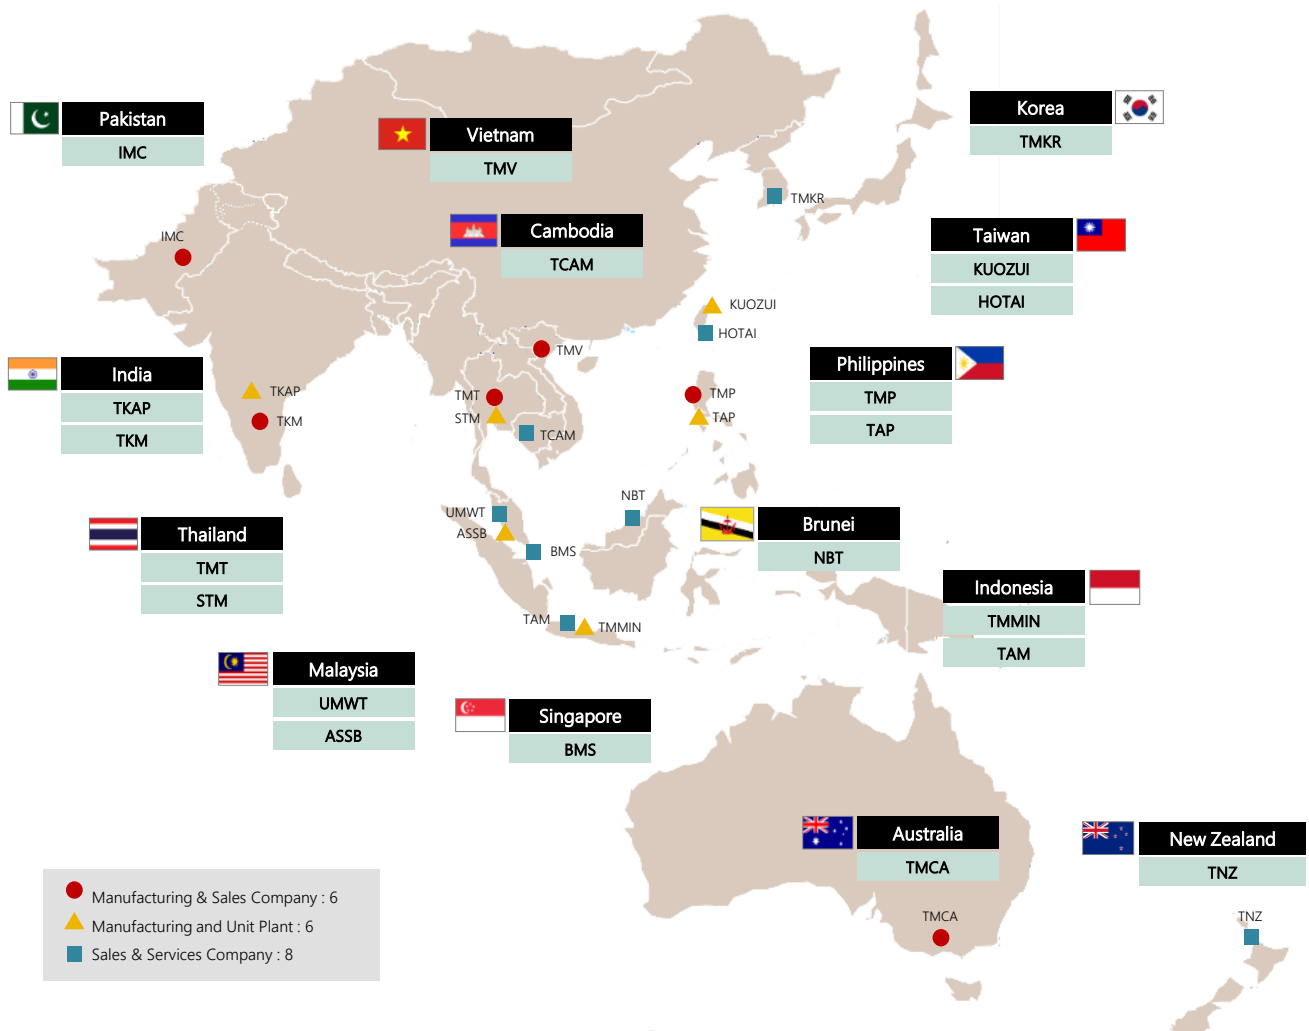 Pakistan
IMC
Vietnam
TMV
Korea
TMKR
TMKR
Cambodia
TCAM
Taiwan
KUOZUI
HOTAI
IMC
KUOZUI
HOTAI
TMV
India
TKAP
TKM
TKAP
TKM
TMT
STM
TCAM
TMP
TAP
Philippines
TMP
TAP
Thailand
TMT
STM
UMWT
ASSB
BMS
NBT
Brunei
NBT
TAM
TMMIN
Indonesia
TMMIN
TAM
Malaysia
UMWT
ASSB
Singapore
BMS
Australia
TMCA
New Zealand
TNZ
TMCA
TNZ
Manufacturing & Sales Company : 6
Manufacturing and Unit Plant : 6
Sales & Services Company : 8